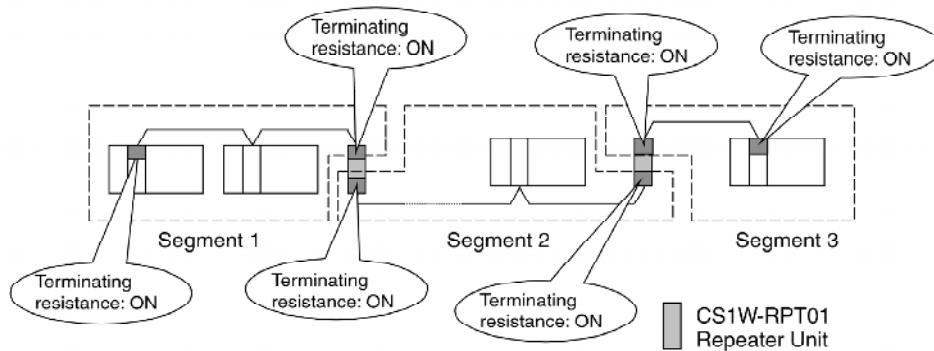 Terminating
resistance: ON
Terminating
resistance: ON
Terminating
resistance: ON
Segment 1
Segment 2
Segment 3
Terminating
resistance: ON
Terminating
resistance: ON
Terminating
resistance: ON
CS1W-RPT01
Repeater Unit